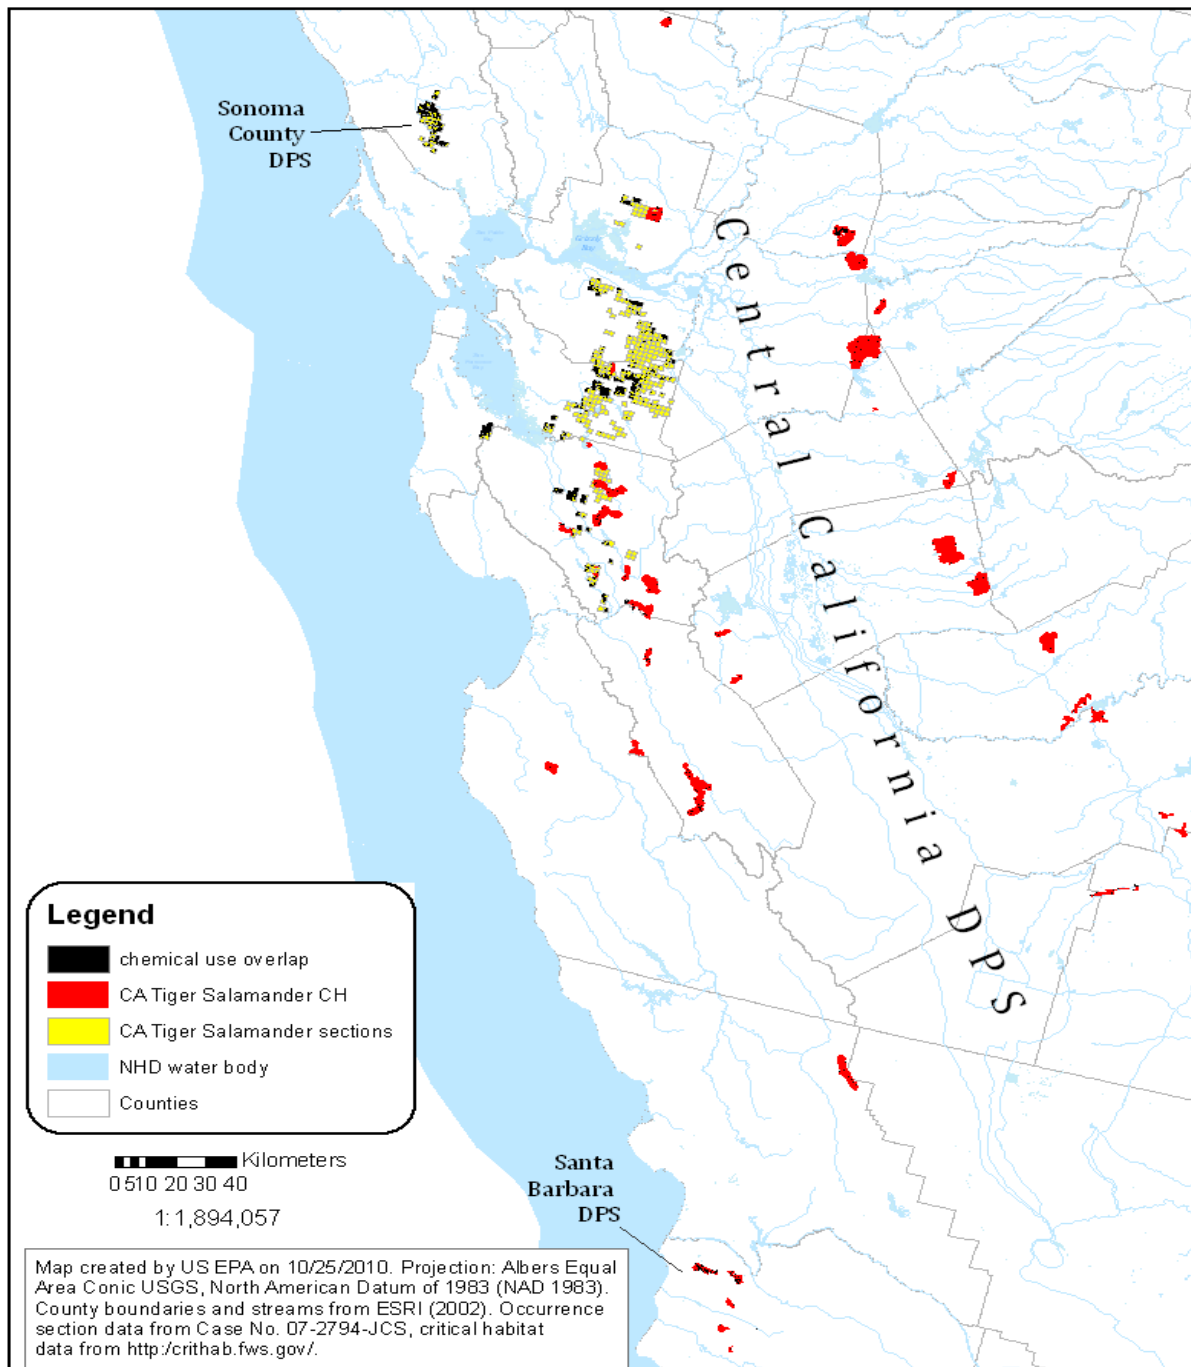 Sonoma
County
DPS
Grizzly
Bay
Central California DPS
Legend
chemical use overlap
CA Tiger Salamander CH
CA Tiger Salamander sections
NHD water body
Counties
Kilometers
0 510 20 30 40
1:1,894,057
Santa
Barbara
DPS
Map created by US EPA on 10/25/2010. Projection: Albers Equal
Area Conic USGS, North American Datum of 1983 (NAD 1983).
County boundaries and streams from ESRI (2002). Occurrence
section data from Case No. 07-2794-JCS, critical habitat
data from http:/crithab.fws.gov/.